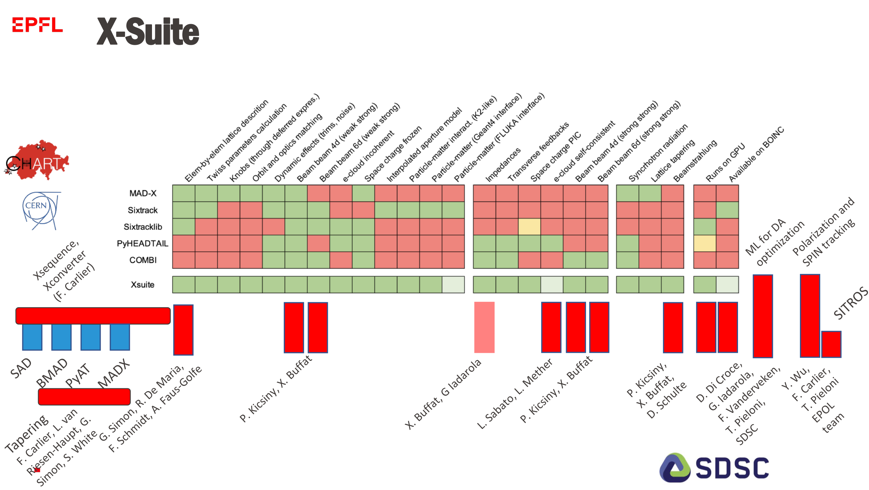 EPFL
X-Suite
Elem-by-elem lattice descrition
Twiss parameters calculation
Knobs (through deferred expres.)
Orbit and optics matching
Dynamic effects (trims, noise)
Beam beam 4d (weak strong)
Beam beam 6d (weak strong)
e-cloud incoherent
Space charge frozen
Interpolated aperture model
Particle-matter interact. (K2-like)
Particle-matter (Geant4 interface)
Particle-matter (FLUKA interface)
Impedances
Transverse feedbacks
Space charge PIC
e-cloud self-consistent
Beam beam 4d (strong strong)
Beam beam 6d (strong strong)
Synchotron radiation
Lattice tapering
Beamstrahlung
Runs on GPU
Available on BOINC
CHART
CERN
MAD-X
Sixtrack
Sixtracklib
PyHEADTAIL
COMBI
Xsuite
Xsequence,
Xconverter
(F. Carlier)
ML for DA
optimization
Polarization and
SPIN tracking
SITROS
SAD
BMAD
PyAT
MADX
Tapering
F. Carlier, L. van
Riesen-Haupt, G.
Simon, S. White
G. Simon, R. De Maria,
F. Schmidt, A. Faus-Golfe
P. Kicsiny, X. Buffat
X. Buffat, G Iadarola
L. Sabato, L. Mether
P. Kicsiny, X. Buffat
P. Kicsiny,
X. Buffat,
D. Schulte
D. Di Croce,
G. Iadarola,
F. Vanderveken,
T. Pieloni,
SDSC
Y. Wu,
F. Carlier,
T. Pieloni
EPOL
team
SDSC